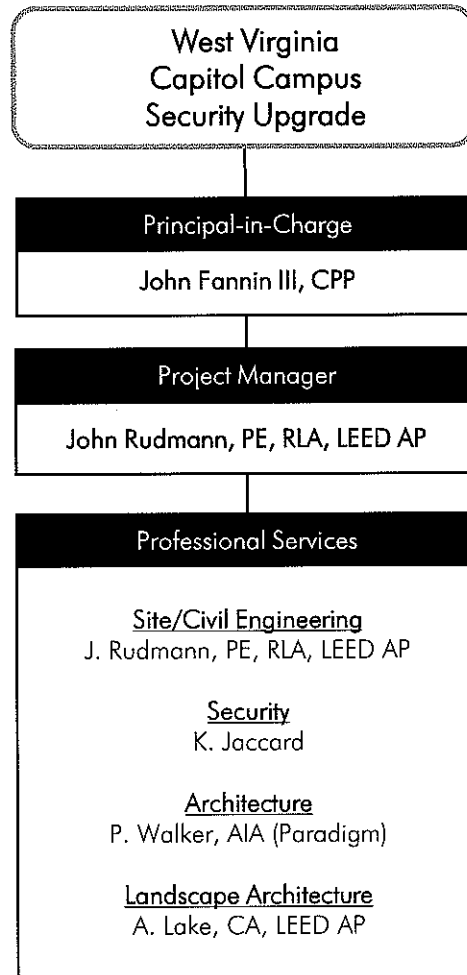 West Virginia
Capitol Campus
Security Upgrade
Principal-in-Charge
John Fannin III, CPP
Project Manager
John Rudmann, PE, RLA, LEED AP
Professional Services
Site/Civil Engineering
J. Rudmann, PE, RLA, LEED AP
Security
K. Jaccard
Architecture
P. Walker, AIA (Paradigm)
Landscape Architecture
A. Lake, CA, LEED AP